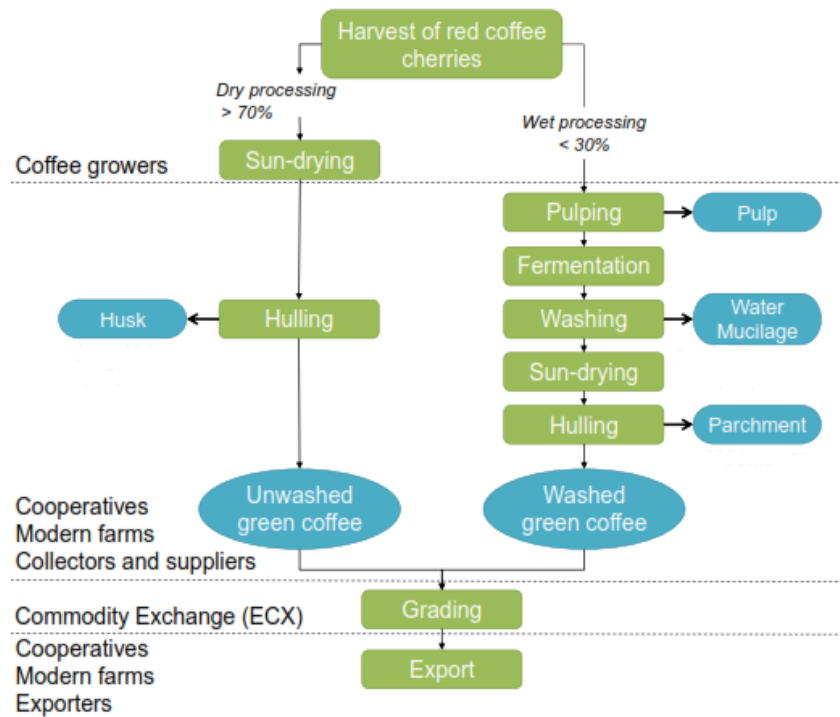 Harvest of red coffee
cherries
Dry processing
> 70%
Wet processing
< 30%
Coffee growers
Sun-drying
Pulping
Pulp
Fermentation
Husk
Hulling
Washing
Water
Mucilage
Sun-drying
Hulling
Parchment
Unwashed
green coffee
Washed
green coffee
Cooperatives
Modern farms
Collectors and suppliers
Commodity Exchange (ECX)
Grading
Cooperatives
Modern farms
Exporters
Export